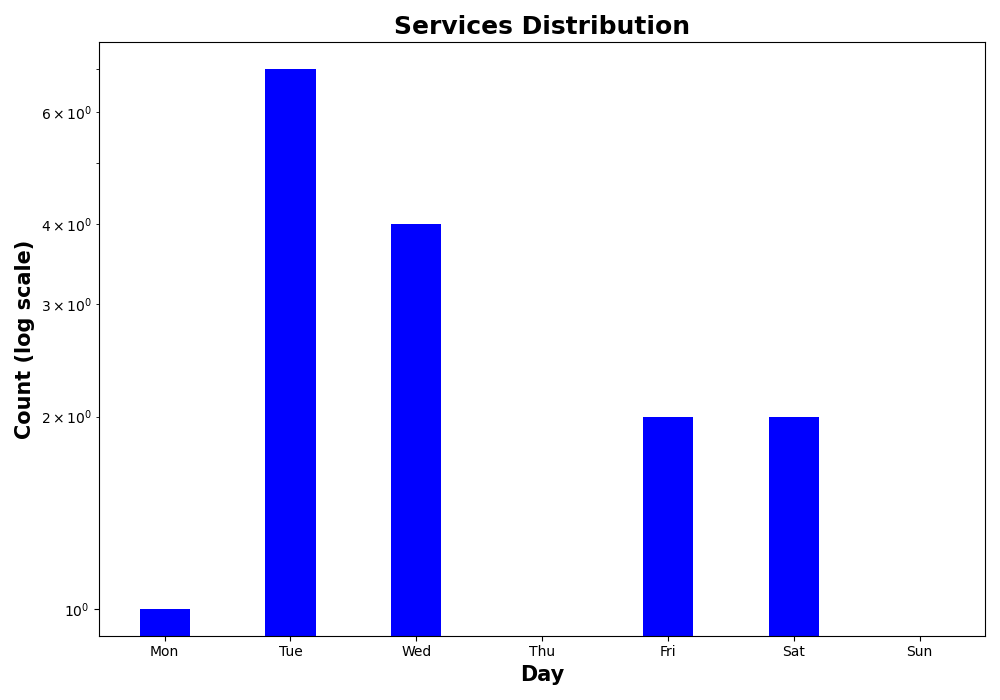 Services Distribution
Count (log scale)
6 × 10⁰
4 × 10⁰
3 × 10⁰
2 × 10⁰
10⁰
Mon Tue Wed Thu Fri Sat Sun
Day